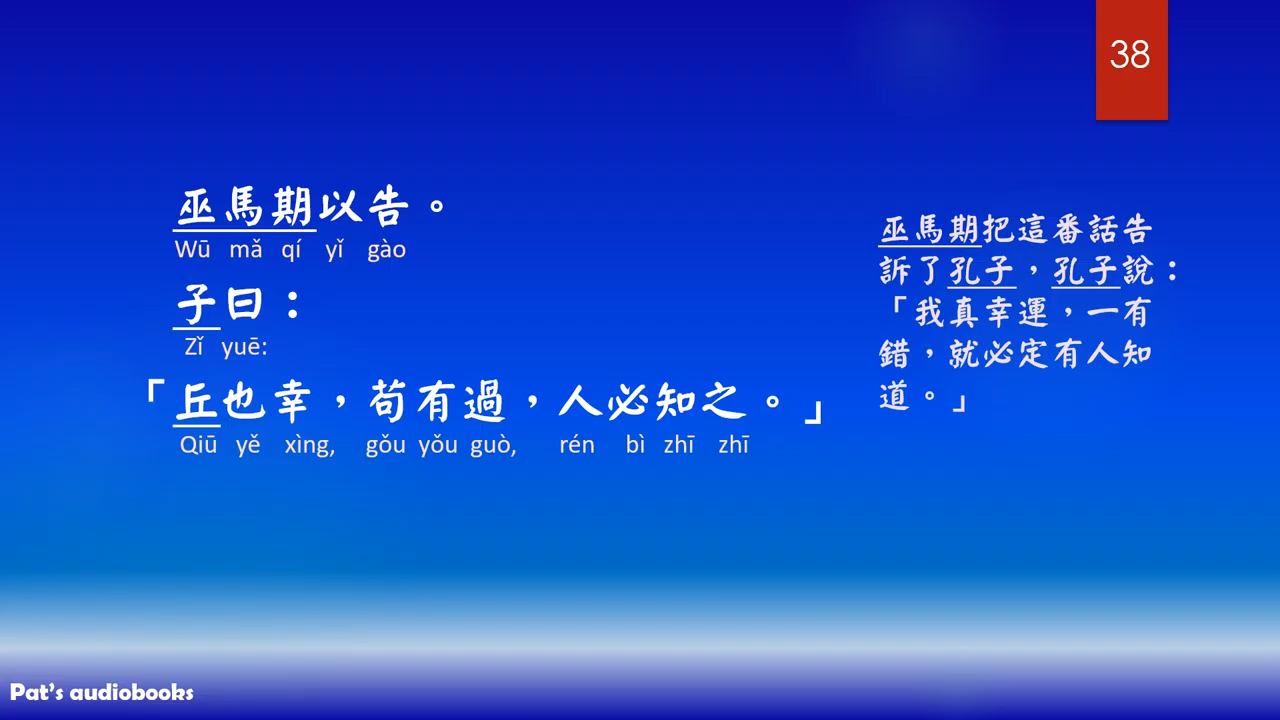 38
巫馬期以告。
Wū mǎ qí yǐ gào
子曰：
Zǐ yuē:
「丘也幸，苟有過，人必知之。」
Qiū yě xìng, gǒu yǒu guò, rén bì zhī zhī
巫馬期把這番話告
訴了孔子，孔子說：
「我真幸運，一有
錯，就必定有人知
道。」
Pat's audiobooks